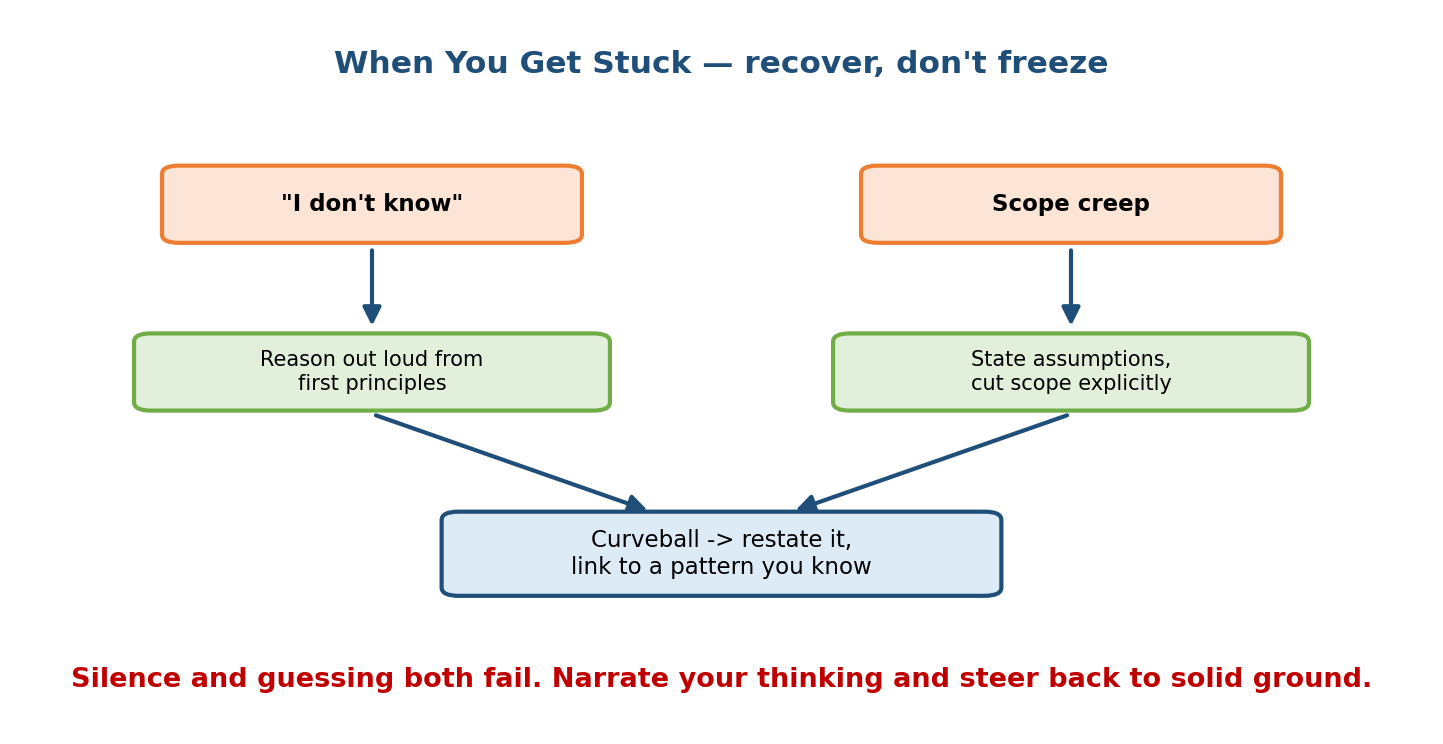 When You Get Stuck — recover, don't freeze
"I don't know"
Scope creep
Reason out loud from
first principles
State assumptions,
cut scope explicitly
Curveball -> restate it,
link to a pattern you know
Silence and guessing both fail. Narrate your thinking and steer back to solid ground.